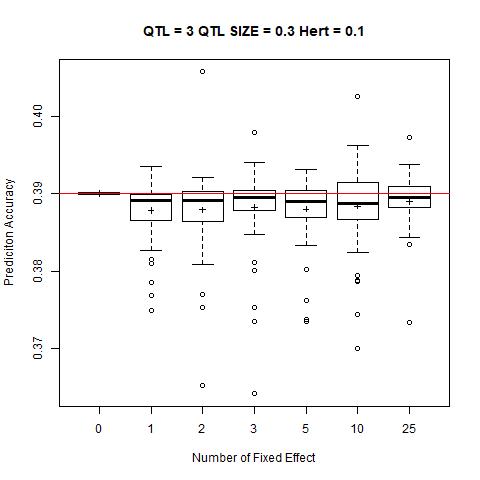 QTL = 3 QTL SIZE = 0.3 Hert = 0.1
0.40
0.39
0.38
0.37
Prediciton Accuracy
0 1 2 3 5 10 25
Number of Fixed Effect